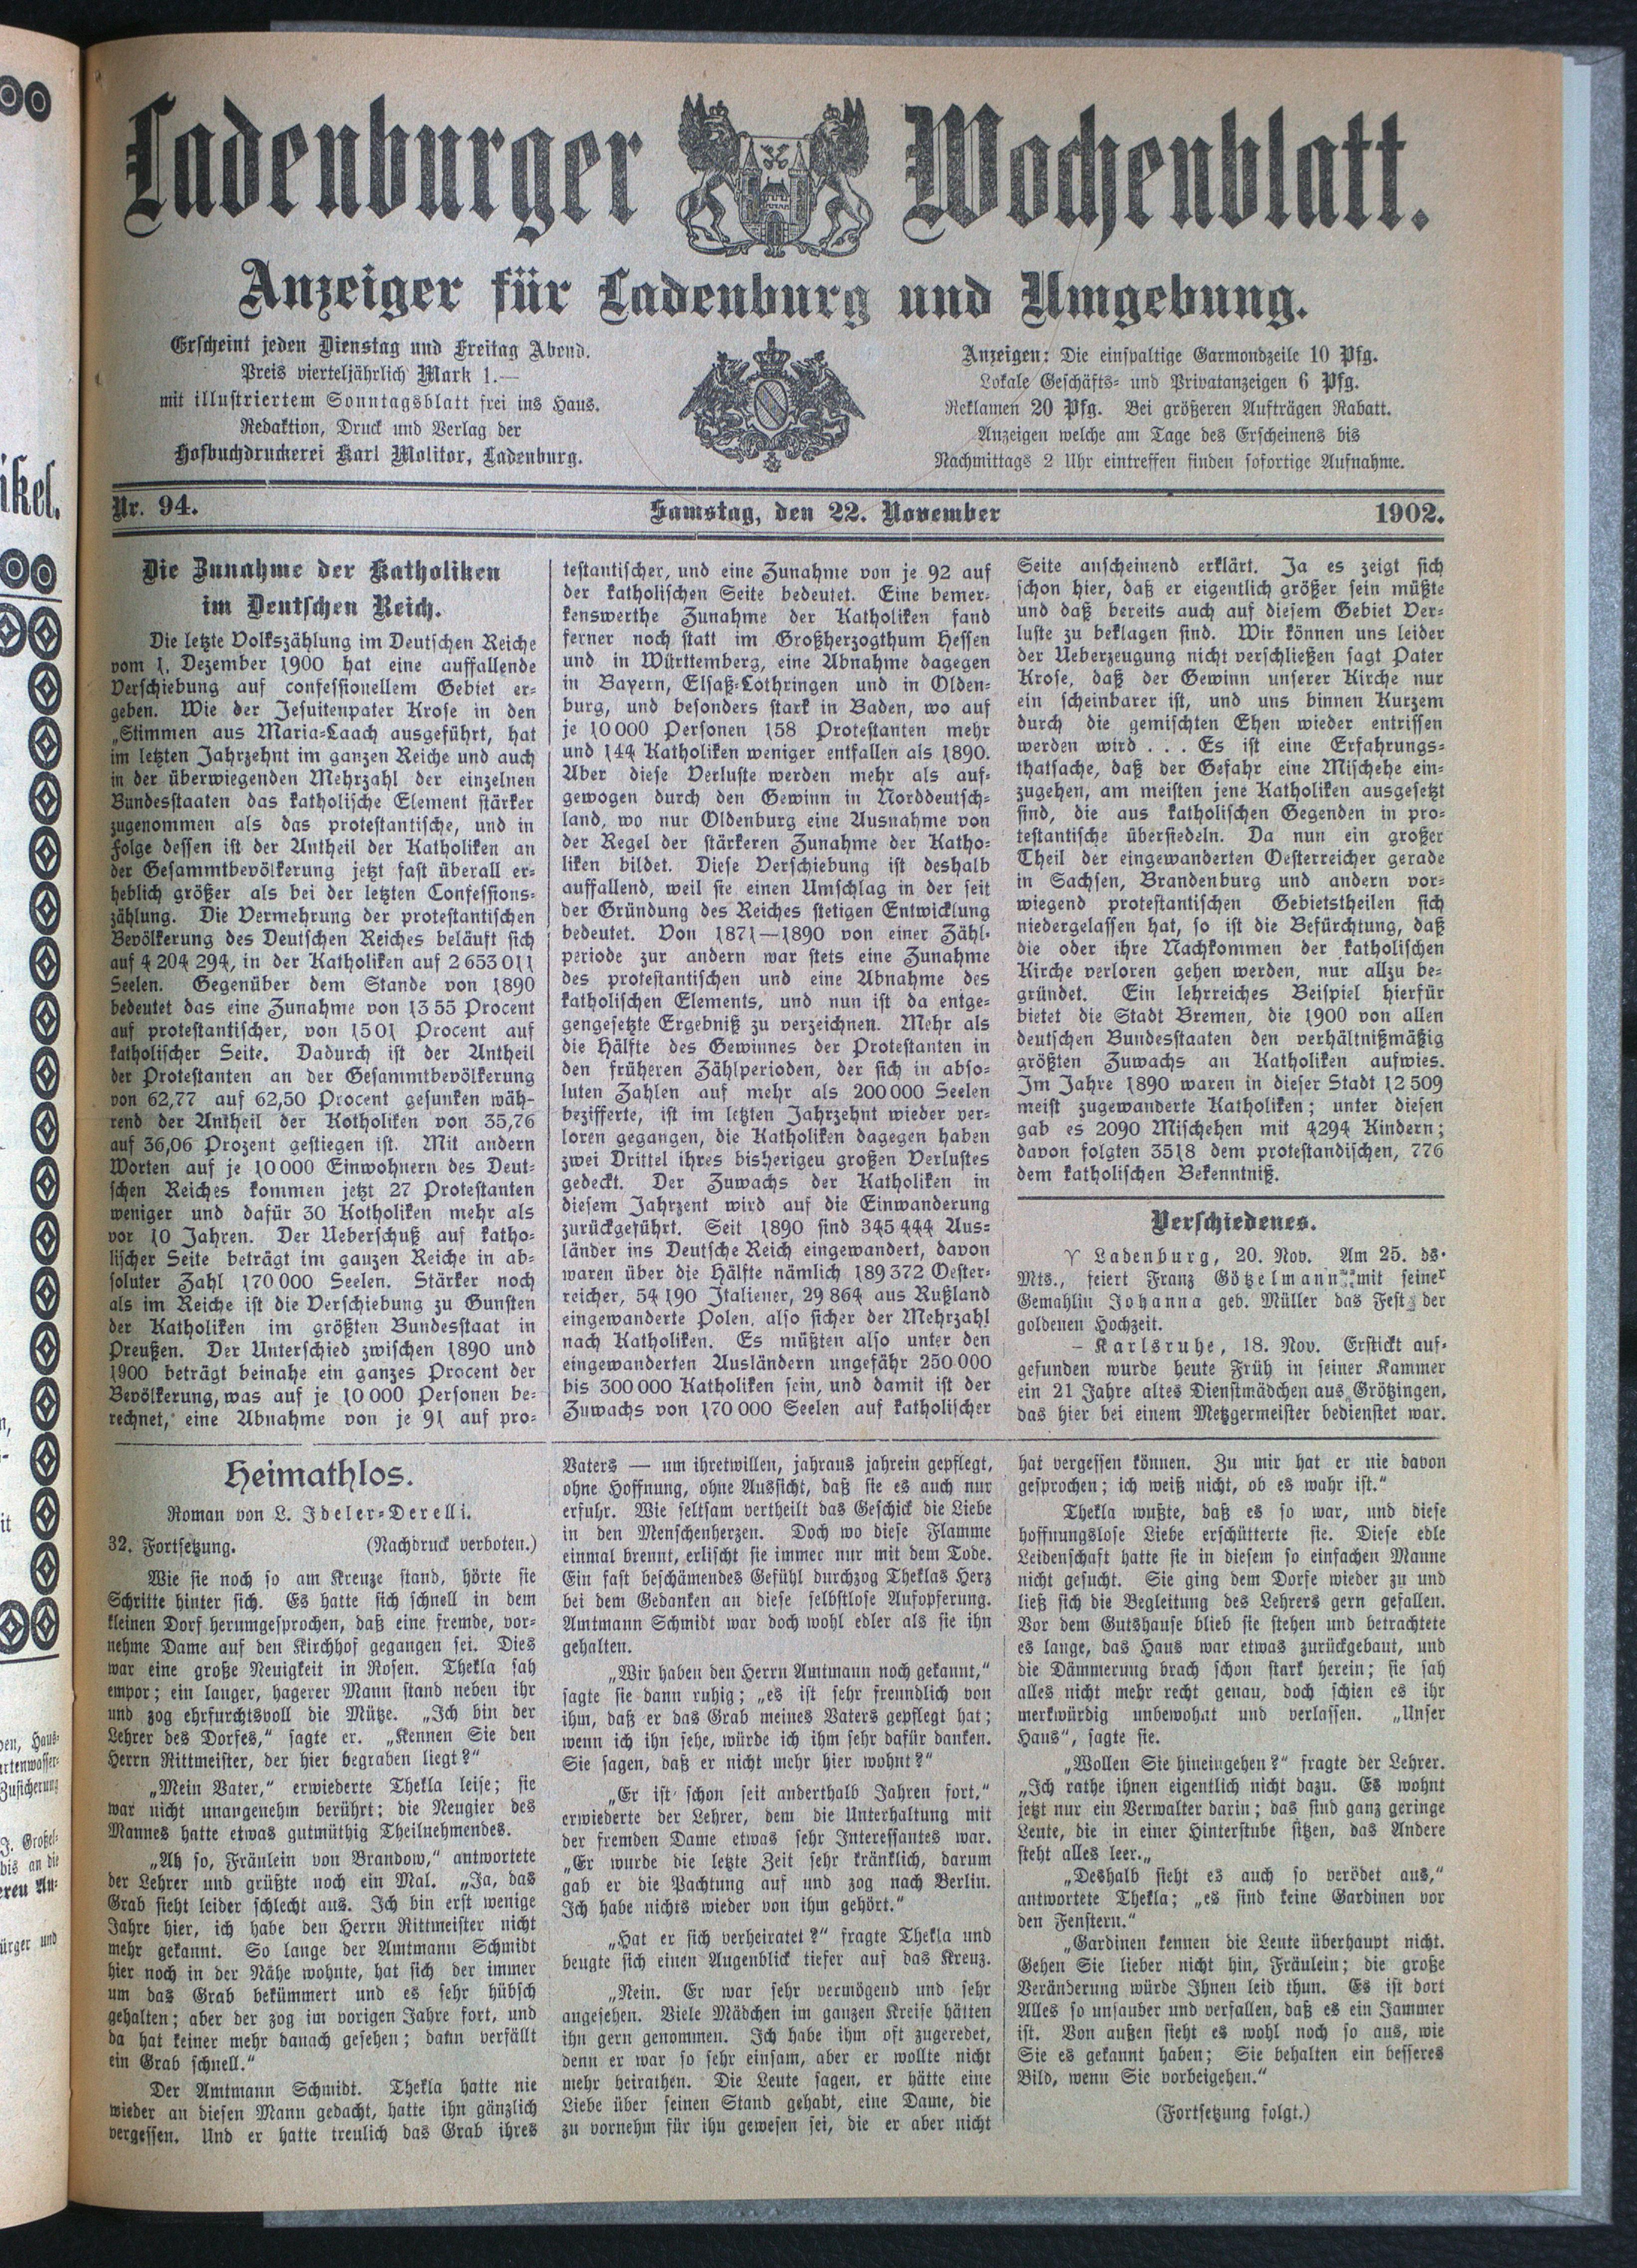 Ladenburger Wochenblatt.
Anzeiger für Ladenburg und Umgebung.
Erscheint jeden Dienstag und Freitag Abend.
Preis vierteljährlich Mark 1.—
mit illustriertem Sonntagsblatt frei ins Haus.
Redaktion, Druck und Verlag der
Hofbuchdruckerei Karl Molitor, Ladenburg.
Anzeigen: Die einspaltige Garmondzeile 10 Pfg.
Lokale Geschäfts- und Privatanzeigen 6 Pfg.
Reklamen 20 Pfg. Bei größeren Aufträgen Rabatt.
Anzeigen welche am Tage des Erscheinens bis
Nachmittags 2 Uhr eintreffen finden sofortige Aufnahme.
Nr. 94. Samstag, den 22. November 1902.
Die Zunahme der Katholiken
im Deutschen Reich.
Die letzte Volkszählung im Deutschen Reiche
vom 1. Dezember 1900 hat eine auffallende
Verschiebung auf confessionellem Gebiet er-
geben. Wie der Jesuitenpater Krose in den
„Stimmen aus Maria-Laach ausgeführt, hat
im letzten Jahrzehnt im ganzen Reiche und auch
in der überwiegenden Mehrzahl der einzelnen
Bundesstaaten das katholische Element stärker
zugenommen als das protestantische, und in
Folge dessen ist der Antheil der Katholiken an
der Gesammtbevölkerung jetzt fast überall er-
heblich größer als bei der letzten Confessions-
zählung. Die Vermehrung der protestantischen
Bevölkerung des Deutschen Reiches beläuft sich
auf 4 204 294, in der Katholiken auf 2 653 011
Seelen. Gegenüber dem Stande von 1890
bedeutet das eine Zunahme von 13 55 Procent
auf protestantischer, von 15 01 Procent auf
katholischer Seite. Dadurch ist der Antheil
der Protestanten an der Gesammtbevölkerung
von 62,77 auf 62,50 Procent gesunken wäh-
rend der Antheil der Kotholiken von 35,76
auf 36,06 Prozent gestiegen ist. Mit andern
Worten auf je 10 000 Einwohnern des Deut-
schen Reiches kommen jetzt 27 Protestanten
weniger und dafür 30 Kotholiken mehr als
vor 10 Jahren. Der Ueberschuß auf katho-
lischer Seite beträgt im ganzen Reiche in ab-
soluter Zahl 170 000 Seelen. Stärker noch
als im Reiche ist die Verschiebung zu Gunsten
der Katholiken im größten Bundesstaat in
Preußen. Der Unterschied zwischen 1890 und
1900 beträgt beinahe ein ganzes Procent der
Bevölkerung, was auf je 10 000 Personen be-
rechnet, eine Abnahme von je 91 auf pro-
testantischer, und eine Zunahme von je 92 auf
der katholischen Seite bedeutet. Eine bemer-
kenswerthe Zunahme der Katholiken fand
ferner noch statt im Großherzogthum Hessen
und in Württemberg, eine Abnahme dagegen
in Bayern, Elsaß-Lothringen und in Olden-
burg, und besonders stark in Baden, wo auf
je 10 000 Personen 158 Protestanten mehr
und 144 Katholiken weniger entfallen als 1890.
Aber diese Verluste werden mehr als auf-
gewogen durch den Gewinn in Norddeutsch-
land, wo nur Oldenburg eine Ausnahme von
der Regel der stärkeren Zunahme der Katho-
liken bildet. Diese Verschiebung ist deshalb
auffallend, weil sie einen Umschlag in der seit
der Gründung des Reiches stetigen Entwicklung
bedeutet. Von 1871—1890 von einer Zähl-
periode zur andern war stets eine Zunahme
des protestantischen und eine Abnahme des
katholischen Elements, und nun ist da entge-
gengesetzte Ergebniß zu verzeichnen. Mehr als
die Hälfte des Gewinnes der Protestanten in
den früheren Zählperioden, der sich in abso-
luten Zahlen auf mehr als 200 000 Seelen
bezifferte, ist im letzten Jahrzehnt wieder ver-
loren gegangen, die Katholiken dagegen haben
zwei Drittel ihres bisherigeu großen Verlustes
gedeckt. Der Zuwachs der Katholiken in
diesem Jahrzent wird auf die Einwanderung
zurückgeführt. Seit 1890 sind 345 444 Aus-
länder ins Deutsche Reich eingewandert, davon
waren über die Hälfte nämlich 189 372 Oester-
reicher, 54 190 Italiener, 29 864 aus Rußland
eingewanderte Polen, also sicher der Mehrzahl
nach Katholiken. Es müßten also unter den
eingewanderten Ausländern ungefähr 250 000
bis 300 000 Katholiken sein, und damit ist der
Zuwachs von 170 000 Seelen auf katholischer
Seite anscheinend erklärt. Ja es zeigt sich
schon hier, daß er eigentlich größer sein müßte
und daß bereits auch auf diesem Gebiet Ver-
luste zu beklagen sind. Wir können uns leider
der Ueberzeugung nicht verschließen sagt Pater
Krose, daß der Gewinn unserer Kirche nur
ein scheinbarer ist, und uns binnen Kurzem
durch die gemischten Ehen wieder entrissen
werden wird . . . Es ist eine Erfahrungs-
thatsache, daß der Gefahr eine Mischehe ein-
zugehen, am meisten jene Katholiken ausgesetzt
sind, die aus katholischen Gegenden in pro-
testantische übersiedeln. Da nun ein großer
Theil der eingewanderten Oesterreicher gerade
in Sachsen, Brandenburg und andern vor-
wiegend protestantischen Gebietstheilen sich
niedergelassen hat, so ist die Befürchtung, daß
die oder ihre Nachkommen der katholischen
Kirche verloren gehen werden, nur allzu be-
gründet. Ein lehrreiches Beispiel hierfür
bietet die Stadt Bremen, die 1900 von allen
deutschen Bundesstaaten den verhältnißmäßig
größten Zuwachs an Katholiken aufwies.
Im Jahre 1890 waren in dieser Stadt 12 509
meist zugewanderte Katholiken; unter diesen
gab es 2090 Mischehen mit 4294 Kindern;
davon folgten 3518 dem protestandischen, 776
dem katholischen Bekenntniß.
Verschiedenes.
♈ Ladenburg, 20. Nov. Am 25. ds.
Mts., feiert Franz Götzelmann mit seiner
Gemahlin Johanna geb. Müller das Fest der
goldenen Hochzeit.
– Karlsruhe, 18. Nov. Erstickt auf-
gefunden wurde heute Früh in seiner Kammer
ein 21 Jahre altes Dienstmädchen aus Grötzingen,
das hier bei einem Metzgermeister bedienstet war.
Heimathlos.
Roman von L. Ideler-Derelli.
32. Fortsetzung. (Nachdruck verboten.)
Wie sie noch so am Kreuze stand, hörte sie
Schritte hinter sich. Es hatte sich schnell in dem
kleinen Dorf herumgesprochen, daß eine fremde, vor-
nehme Dame auf den Kirchhof gegangen sei. Dies
war eine große Neuigkeit in Rosen. Thekla sah
empor; ein langer, hagerer Mann stand neben ihr
und zog ehrfurchtsvoll die Mütze. „Ich bin der
Lehrer des Dorfes,“ sagte er. „Kennen Sie den
Herrn Rittmeister, der hier begraben liegt?“
„Mein Vater,“ erwiederte Thekla leise; sie
war nicht unangenehm berührt; die Neugier des
Mannes hatte etwas gutmüthig Theilnehmendes.
„Ah so, Fräulein von Brandow,“ antwortete
der Lehrer und grüßte noch ein Mal. „Ja, das
Grab sieht leider schlecht aus. Ich bin erst wenige
Jahre hier, ich habe den Herrn Rittmeister nicht
mehr gekannt. So lange der Amtmann Schmidt
hier noch in der Nähe wohnte, hat sich der immer
um das Grab bekümmert und es sehr hübsch
gehalten; aber der zog im vorigen Jahre fort, und
da hat keiner mehr danach gesehen; dann verfällt
ein Grab schnell.“
Der Amtmann Schmidt. Thekla hatte nie
wieder an diesen Mann gedacht, hatte ihn gänzlich
vergessen. Und er hatte treulich das Grab ihres
Vaters — um ihretwillen, jahraus jahrein gepflegt,
ohne Hoffnung, ohne Aussicht, daß sie es auch nur
erfuhr. Wie seltsam vertheilt das Geschick die Liebe
in den Menschenherzen. Doch wo diese Flamme
einmal brennt, erlischt sie immer nur mit dem Tode.
Ein fast beschämendes Gefühl durchzog Theklas Herz
bei dem Gedanken an diese selbstlose Aufopferung.
Amtmann Schmidt war doch wohl edler als sie ihn
gehalten.
„Wir haben den Herrn Amtmann noch gekannt,“
sagte sie dann ruhig; „es ist sehr freundlich von
ihm, daß er das Grab meines Vaters gepflegt hat;
wenn ich ihn sehe, würde ich ihm sehr dafür danken.
Sie sagen, daß er nicht mehr hier wohnt?“
„Er ist schon seit anderthalb Jahren fort,“
erwiederte der Lehrer, dem die Unterhaltung mit
der fremden Dame etwas sehr Interessantes war.
„Er wurde die letzte Zeit sehr kränklich, darum
gab er die Pachtung auf und zog nach Berlin.
Ich habe nichts wieder von ihm gehört.“
„Hat er sich verheiratet?“ fragte Thekla und
beugte sich einen Augenblick tiefer auf das Kreuz.
„Nein. Er war sehr vermögend und sehr
angesehen. Viele Mädchen im ganzen Kreise hätten
ihn gern genommen. Ich habe ihm oft zugeredet,
denn er war so sehr einsam, aber er wollte nicht
mehr heirathen. Die Leute sagen, er hätte eine
Liebe über seinen Stand gehabt, eine Dame, die
zu vornehm für ihn gewesen sei, die er aber nicht
hat vergessen können. Zu mir hat er nie davon
gesprochen; ich weiß nicht, ob es wahr ist.“
Thekla wußte, daß es so war, und diese
hoffnungslose Liebe erschütterte sie. Diese edle
Leidenschaft hatte sie in diesem so einfachen Manne
nicht gesucht. Sie ging dem Dorfe wieder zu und
ließ sich die Begleitung des Lehrers gern gefallen.
Vor dem Gutshause blieb sie stehen und betrachtete
es lange, das Haus war etwas zurückgebaut, und
die Dämmerung brach schon stark herein; sie sah
alles nicht mehr recht genau, doch schien es ihr
merkwürdig unbewohnt und verlassen. „Unser
Haus“, sagte sie.
„Wollen Sie hineingehen?“ fragte der Lehrer.
„Ich rathe ihnen eigentlich nicht dazu. Es wohnt
jetzt nur ein Verwalter darin; das sind ganz geringe
Leute, die in einer Hinterstube sitzen, das Andere
steht alles leer.„
„Deshalb sieht es auch so verödet aus,“
antwortete Thekla; „es sind keine Gardinen vor
den Fenstern.“
„Gardinen kennen die Leute überhaupt nicht.
Gehen Sie lieber nicht hin, Fräulein; die große
Veränderung würde Ihnen leid thun. Es ist dort
Alles so unsauber und verfallen, daß es ein Jammer
ist. Von außen sieht es wohl noch so aus, wie
Sie es gekannt haben; Sie behalten ein besseres
Bild, wenn Sie vorbeigehen.“
(Fortsetzung folgt.)